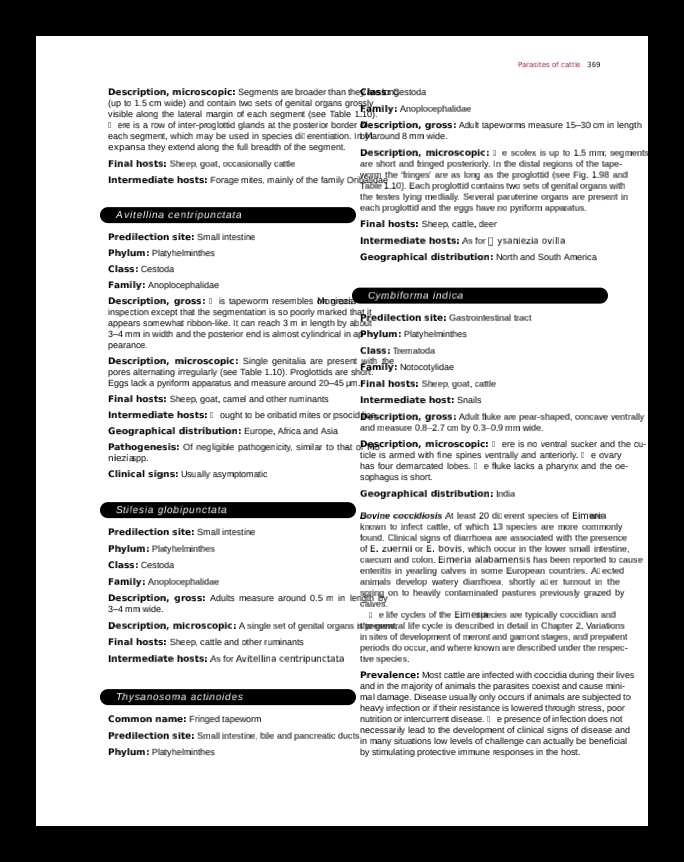 Parasites of cattle 369
Description, microscopic: Segments are broader than they are long
(up to 1.5 cm wide) and contain two sets of genital organs grossly
visible along the lateral margin of each segment (see Table 1.10).
ere is a row of inter-proglottid glands at the posterior border of
each segment, which may be used in species di erentiation. In M.
expansa they extend along the full breadth of the segment.
Final hosts: Sheep, goat, occasionally cattle
Intermediate hosts: Forage mites, mainly of the family Oribatidae
Avitellina centripunctata
Predilection site: Small intestine
Phylum: Platyhelminthes
Class: Cestoda
Family: Anoplocephalidae
Description, gross: is tapeworm resembles Moniezia on gross
inspection except that the segmentation is so poorly marked that it
appears somewhat ribbon-like. It can reach 3 m in length by about
3–4 mm in width and the posterior end is almost cylindrical in ap-
pearance.
Description, microscopic: Single genitalia are present with the
pores alternating irregularly (see Table 1.10). Proglottids are short.
Eggs lack a pyriform apparatus and measure around 20–45 μm.
Final hosts: Sheep, goat, camel and other ruminants
Intermediate hosts: ought to be oribatid mites or psocid
Geographical distribution: Europe, Africa and Asia
Pathogenesis: Of negligible pathogenicity, similar to that of Mo-
niezia spp.
Clinical signs: Usually asymptomatic
Stilesia globipunctata
Predilection site: Small intestine
Phylum: Platyhelminthes
Class: Cestoda
Family: Anoplocephalidae
Description, gross: Adults measure around 0.5 m in length by
3–4 mm wide.
Description, microscopic: A single set of genital organs is present.
Final hosts: Sheep, cattle and other ruminants
Intermediate hosts: As for Avitellina centripunctata
Thysanosoma actinoides
Common name: Fringed tapeworm
Predilection site: Small intestine, bile and pancreatic ducts
Phylum: Platyhelminthes
Class: Cestoda
Family: Anoplocephalidae
Description, gross: Adult tapeworms measure 15–30 cm in length
by around 8 mm wide.
Description, microscopic: e scolex is up to 1.5 mm; segments
are short and fringed posteriorly. In the distal regions of the tape-
worm the 'fringes' are as long as the proglottid (see Fig. 1.98 and
Table 1.10). Each proglottid contains two sets of genital organs with
the testes lying medially. Several paruterine organs are present in
each proglottid and the eggs have no pyriform apparatus.
Final hosts: Sheep, cattle, deer
Intermediate hosts: As for ysaniezia ovilla
Geographical distribution: North and South America
Cymbiforma indica
Predilection site: Gastrointestinal tract
Phylum: Platyhelminthes
Class: Trematoda
Family: Notocotylidae
Final hosts: Sheep, goat, cattle
Intermediate host: Snails
Description, gross: Adult fluke are pear-shaped, concave ventrally
and measure 0.8–2.7 cm by 0.3–0.9 mm wide.
Description, microscopic: ere is no ventral sucker and the cu-
ticle is armed with fine spines ventrally and anteriorly. e ovary
has four demarcated lobes. e fluke lacks a pharynx and the oe-
sophagus is short.
Geographical distribution: India
Bovine coccidiosis At least 20 di erent species of Eimeria are
known to infect cattle, of which 13 species are more commonly
found. Clinical signs of diarrhoea are associated with the presence
of E. zuernii or E. bovis, which occur in the lower small intestine,
caecum and colon. Eimeria alabamensis has been reported to cause
enteritis in yearling calves in some European countries. A ected
animals develop watery diarrhoea, shortly a er turnout in the
spring on to heavily contaminated pastures previously grazed by
calves.
e life cycles of the Eimeria species are typically coccidian and
the general life cycle is described in detail in Chapter 2. Variations
in sites of development of meront and gamont stages, and prepatent
periods do occur, and where known are described under the respec-
tive species.
Prevalence: Most cattle are infected with coccidia during their lives
and in the majority of animals the parasites coexist and cause mini-
mal damage. Disease usually only occurs if animals are subjected to
heavy infection or if their resistance is lowered through stress, poor
nutrition or intercurrent disease. e presence of infection does not
necessarily lead to the development of clinical signs of disease and
in many situations low levels of challenge can actually be beneficial
by stimulating protective immune responses in the host.